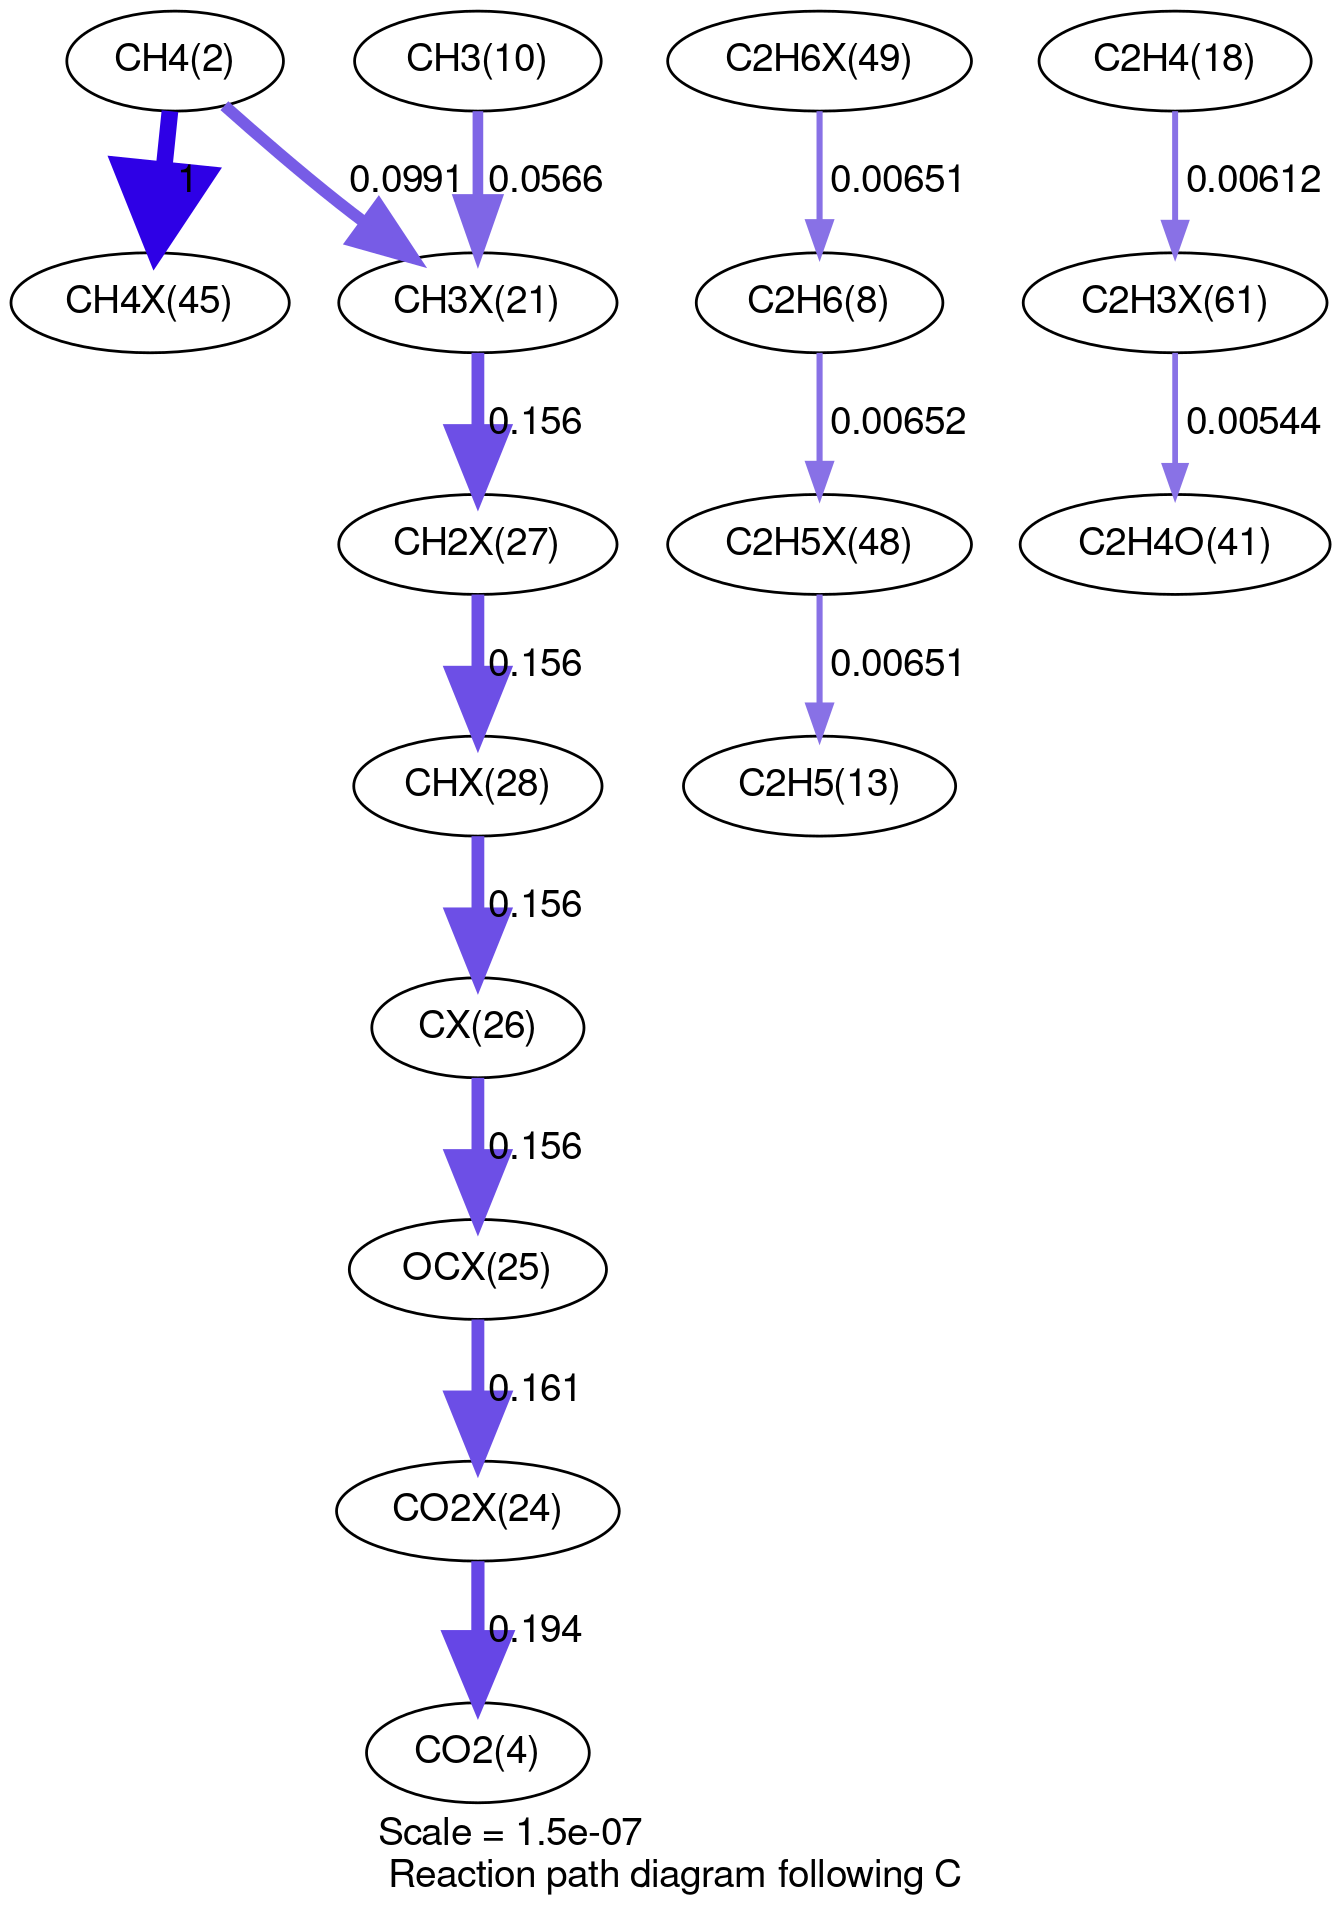 CH4(2)
CH3(10)
C2H6X(49)
C2H4(18)
1
0.0991
0.0566
0.00651
0.00612
CH4X(45)
CH3X(21)
C2H6(8)
C2H3X(61)
0.156
0.00652
0.00544
CH2X(27)
C2H5X(48)
C2H4O(41)
0.156
0.00651
CHX(28)
C2H5(13)
0.156
CX(26)
0.156
OCX(25)
0.161
CO2X(24)
0.194
CO2(4)
Scale = 1.5e-07
Reaction path diagram following C